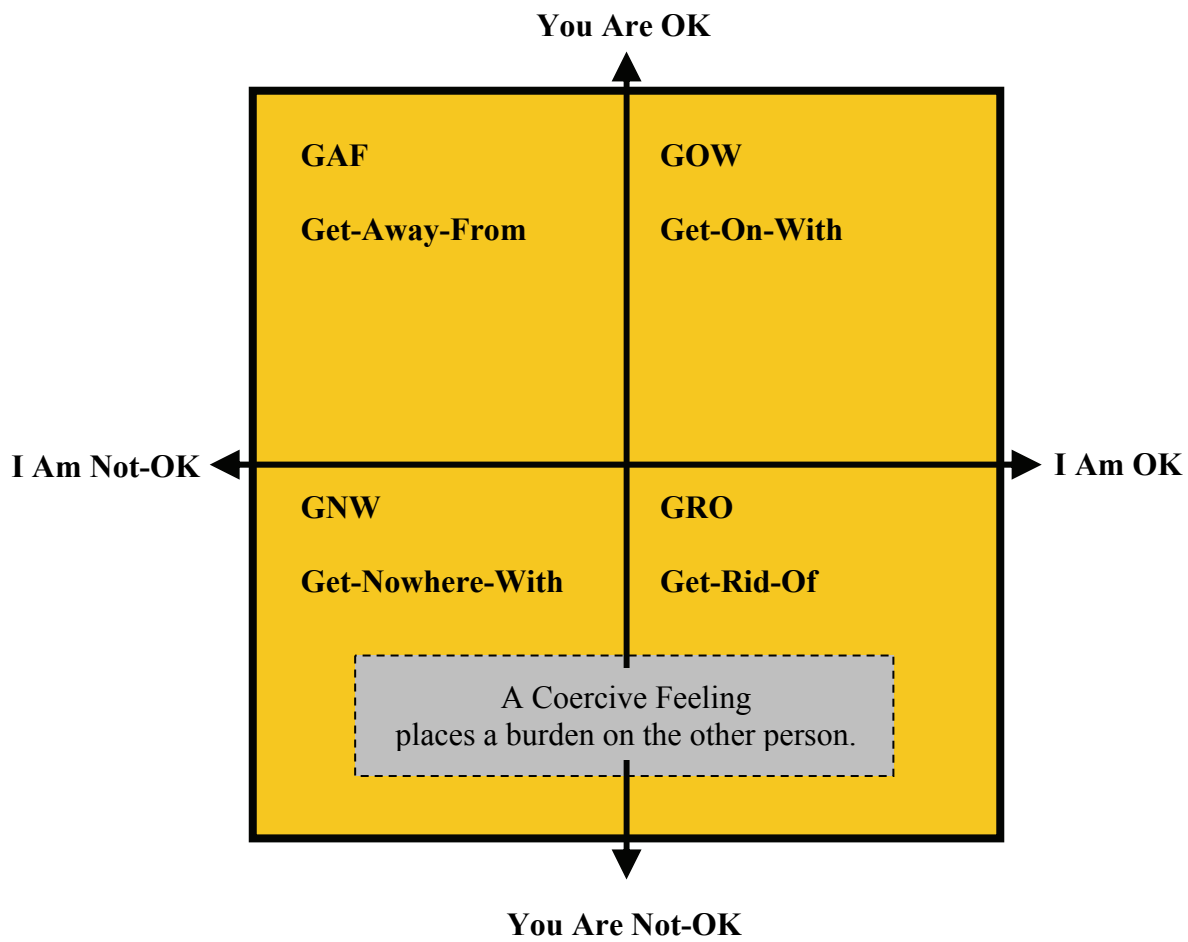 You Are OK
GAF
GOW
Get-Away-From
Get-On-With
I Am Not-OK
I Am OK
GNW
GRO
Get-Nowhere-With
Get-Rid-Of
A Coercive Feeling
places a burden on the other person.
You Are Not-OK